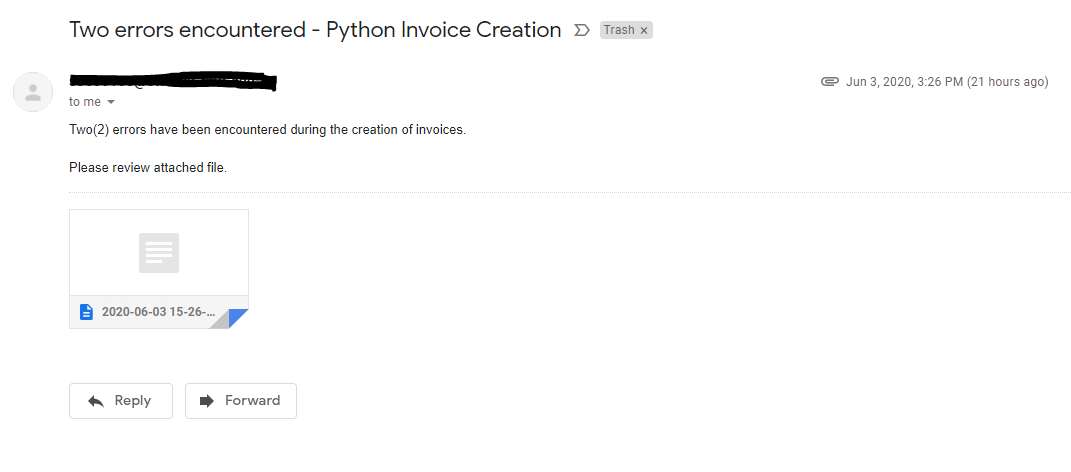 Two errors encountered - Python Invoice Creation
Trash x
Jun 3, 2020, 3:26 PM (21 hours ago)
to me
Two(2) errors have been encountered during the creation of invoices.
Please review attached file.
2020-06-03 15-26-...
Reply
Forward